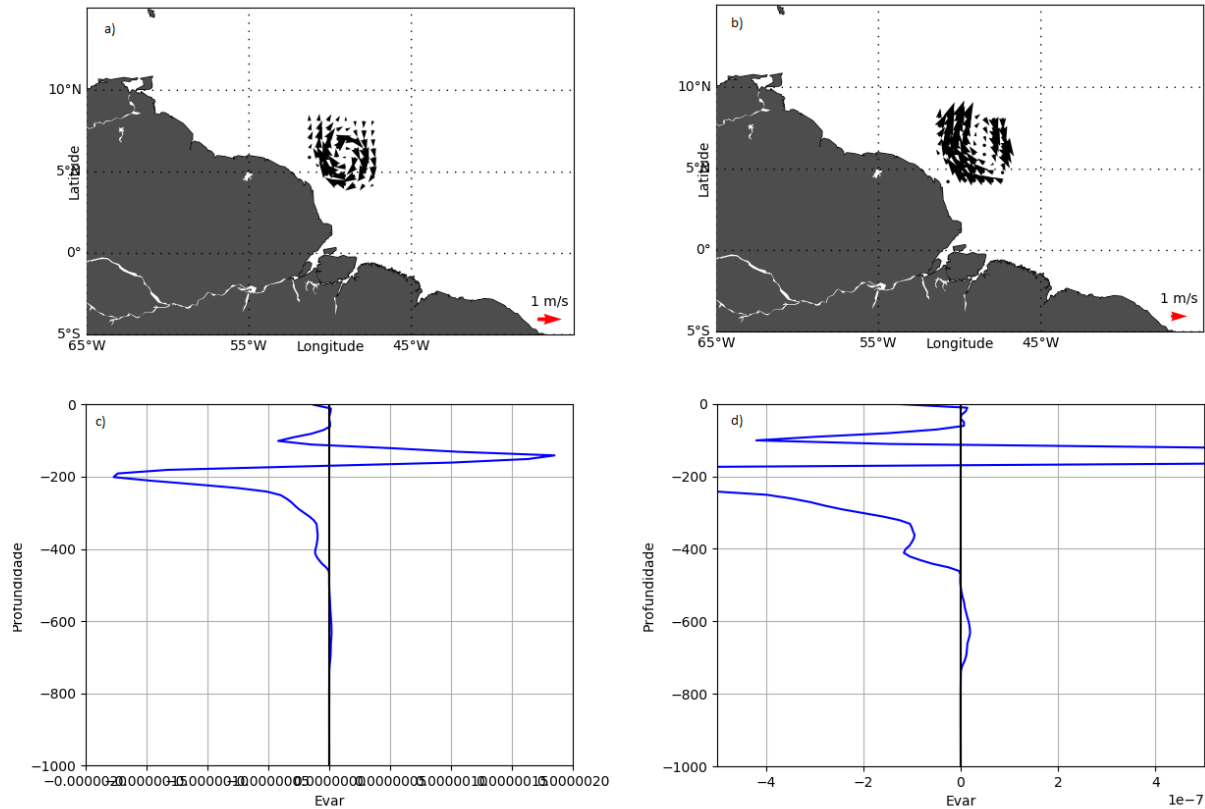 a)
10°N
5°N
0°
5°S
65°W
55°W
45°W
Latitude
Longitude
1 m/s
b)
10°N
5°N
0°
5°S
65°W
55°W
45°W
Latitude
Longitude
1 m/s
c)
0
−200
−400
−600
−800
−1000
Profundidade
Evar
d)
0
−200
−400
−600
−800
−1000
Profundidade
−4
−2
0
2
4
1e−7
Evar